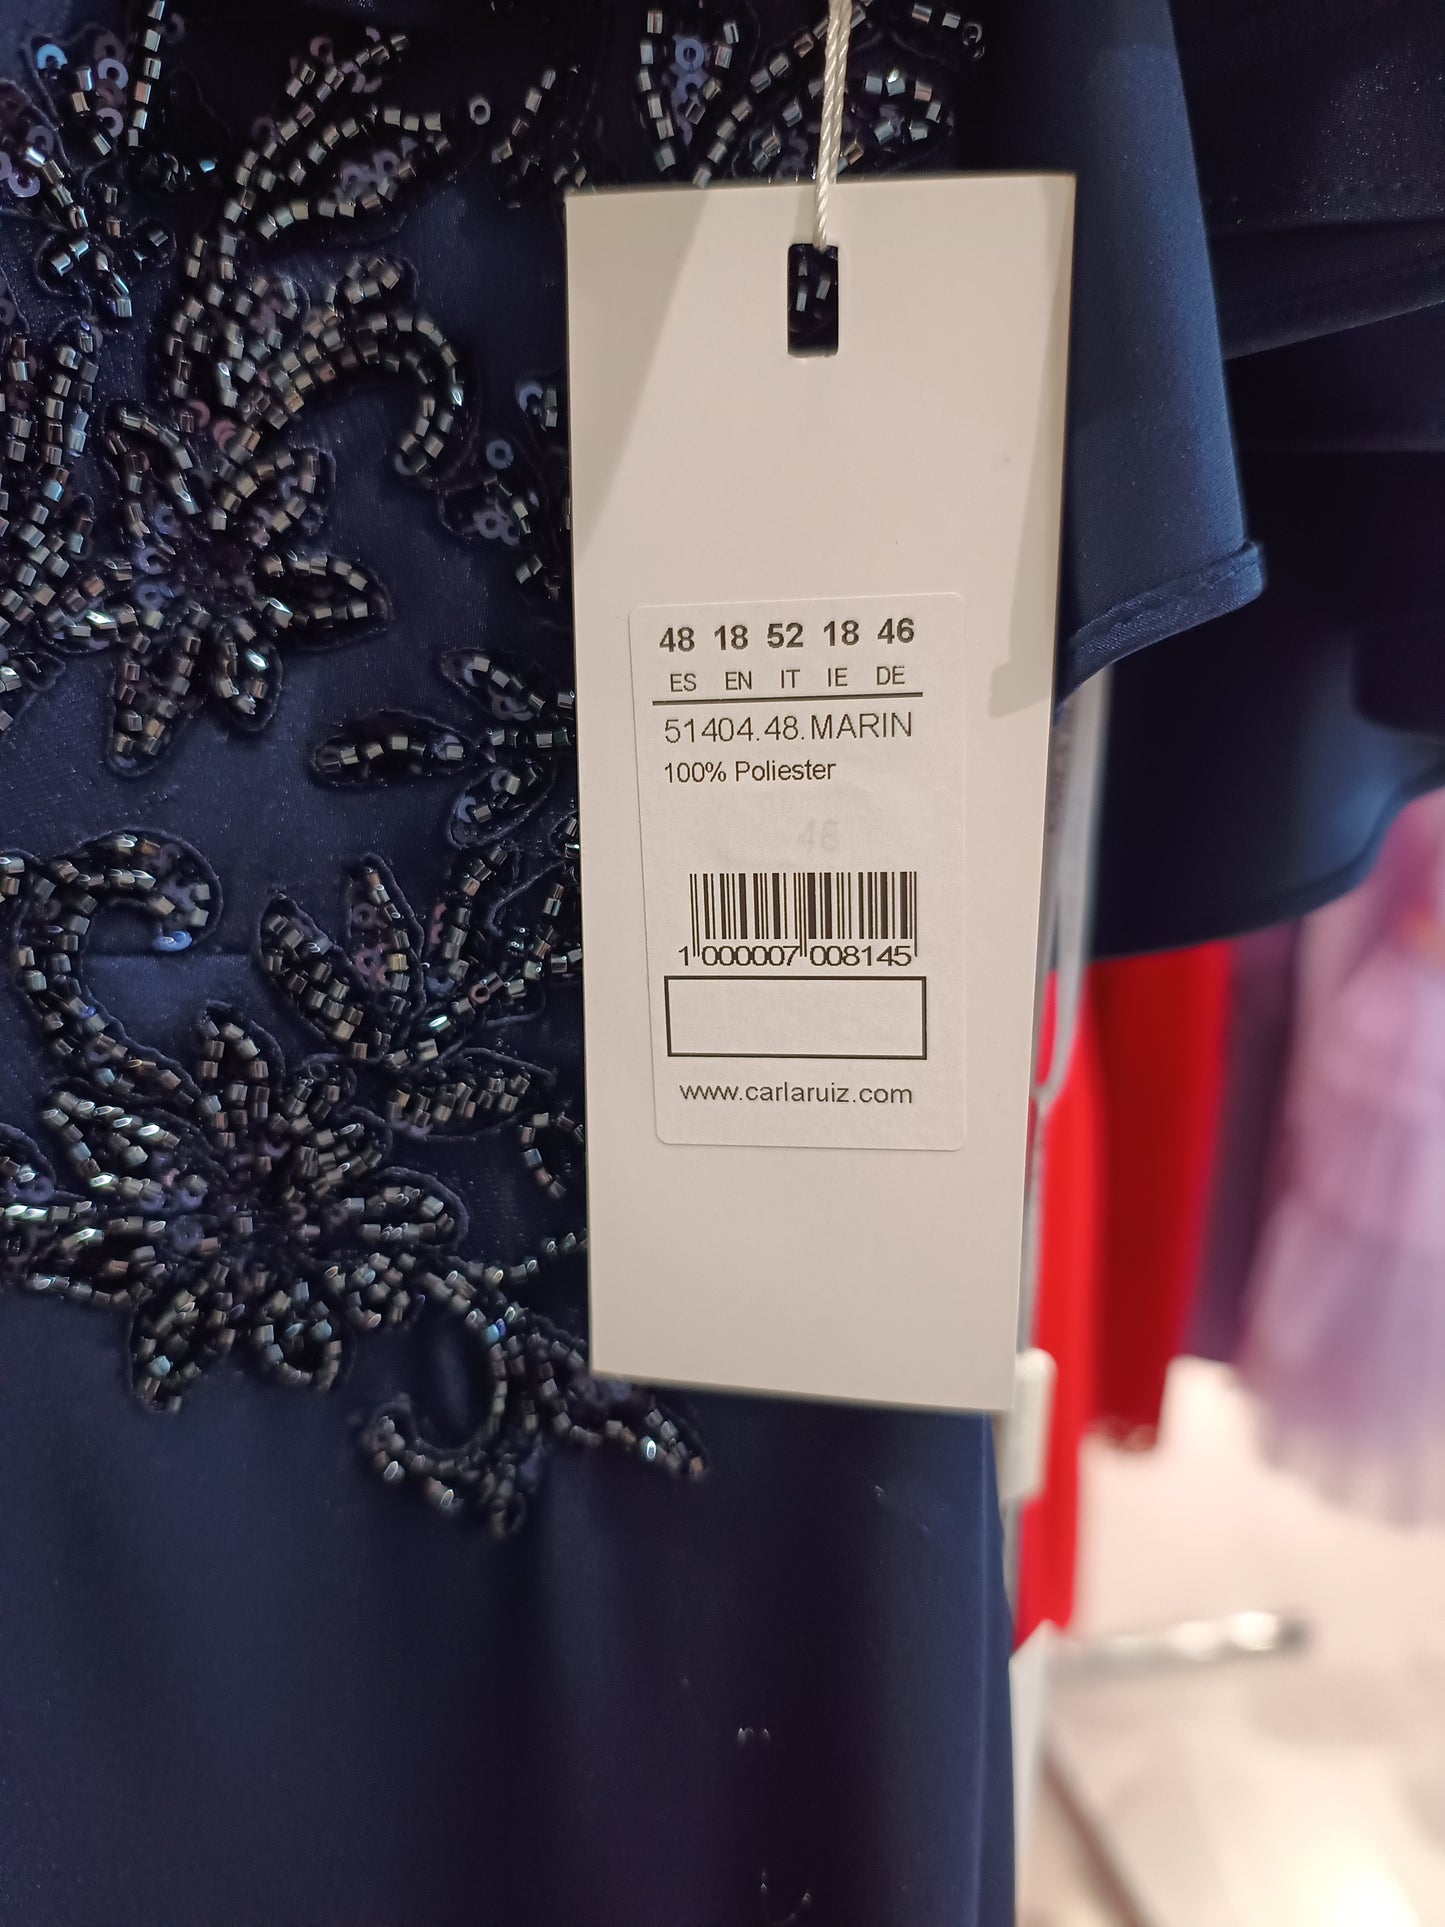 48 18 52 18 46
ES EN IT IE DE
51404.48.MARIN
100% Poliester
46
1 000007 008145
www.carlaruiz.com